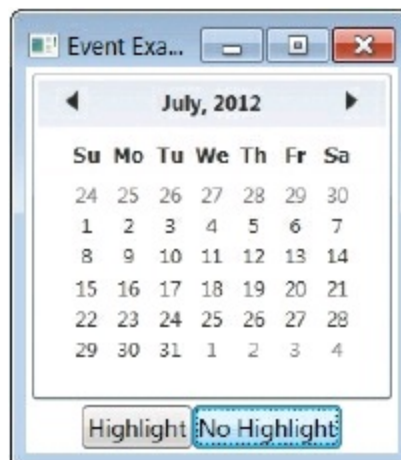 Event Exa...
July, 2012
Su Mo Tu We Th Fr Sa
24 25 26 27 28 29 30
1 2 3 4 5 6 7
8 9 10 11 12 13 14
15 16 17 18 19 20 21
22 23 24 25 26 27 28
29 30 31 1 2 3 4
Highlight No Highlight